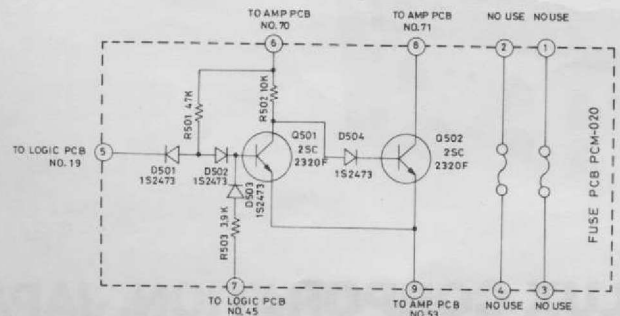 TO AMP PCB
NO.70
TO AMP PCB
NO.71
NO USE
NO USE
6
8
2
1
R501 47K
R502 10K
TO LOGIC PCB
NO.19
5
D501
1S2473
D502
1S2473
D503
1S2473
Q501
2SC
2320F
D504
1S2473
Q502
2SC
2320F
R503 3.9K
FUSE PCB PCM-020
7
9
4
3
TO LOGIC PCB
NO.45
TO AMP PCB
NO.53
NO USE
NO USE